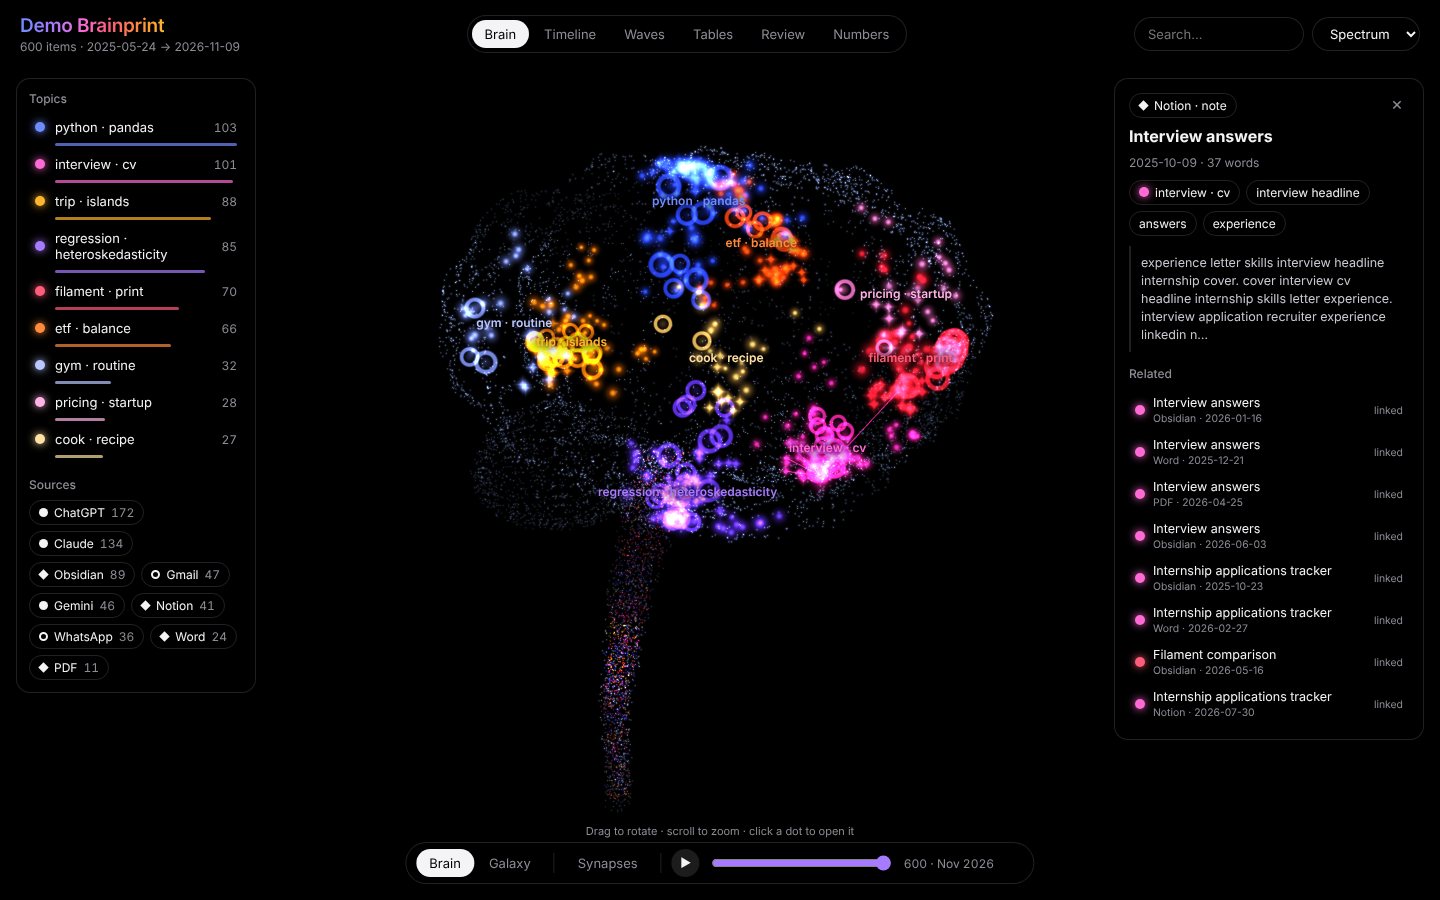 Demo Brainprint
600 items · 2025-05-24 → 2026-11-09
Brain
Timeline
Waves
Tables
Review
Numbers
Search...
Spectrum
Topics
python · pandas 103
interview · cv 101
trip · islands 88
regression ·
heteroskedasticity 85
filament · print 70
etf · balance 66
gym · routine 32
pricing · startup 28
cook · recipe 27
Sources
ChatGPT 172
Claude 134
Obsidian 89
Gmail 47
Gemini 46
Notion 41
WhatsApp 36
Word 24
PDF 11
python · pandas
etf · balance
pricing · startup
gym · routine
trip · islands
cook · recipe
filament · print
interview · cv
regression · heteroskedasticity
Notion · note
×
Interview answers
2025-10-09 · 37 words
interview · cv
interview headline
answers
experience
experience letter skills interview headline
internship cover. cover interview cv
headline internship skills letter experience.
interview application recruiter experience
linkedin n...
Related
Interview answers
Obsidian · 2026-01-16
linked
Interview answers
Word · 2025-12-21
linked
Interview answers
PDF · 2026-04-25
linked
Interview answers
Obsidian · 2026-06-03
linked
Internship applications tracker
Obsidian · 2025-10-23
linked
Internship applications tracker
Word · 2026-02-27
linked
Filament comparison
Obsidian · 2026-05-16
linked
Internship applications tracker
Notion · 2026-07-30
linked
Drag to rotate · scroll to zoom · click a dot to open it
Brain
Galaxy
Synapses
600 · Nov 2026